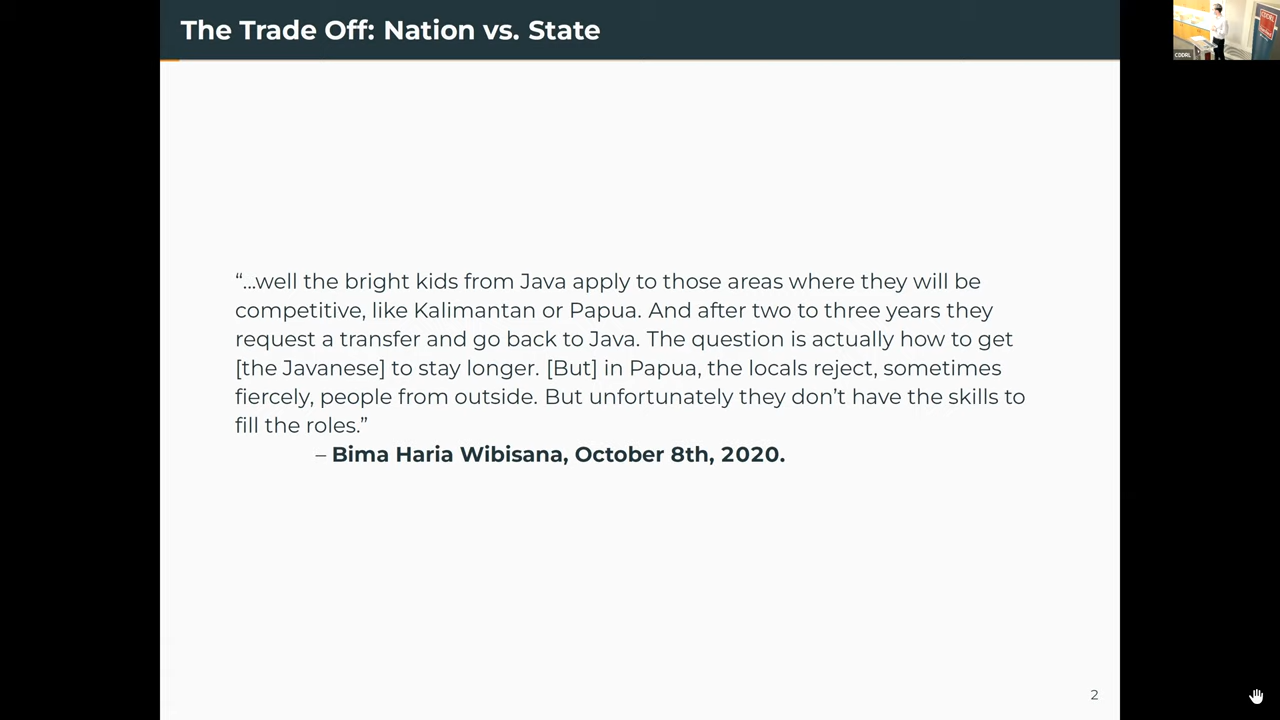 The Trade Off: Nation vs. State
CDDRL
“...well the bright kids from Java apply to those areas where they will be
competitive, like Kalimantan or Papua. And after two to three years they
request a transfer and go back to Java. The question is actually how to get
[the Javanese] to stay longer. [But] in Papua, the locals reject, sometimes
fiercely, people from outside. But unfortunately they don’t have the skills to
fill the roles.”
– Bima Haria Wibisana, October 8th, 2020.
2